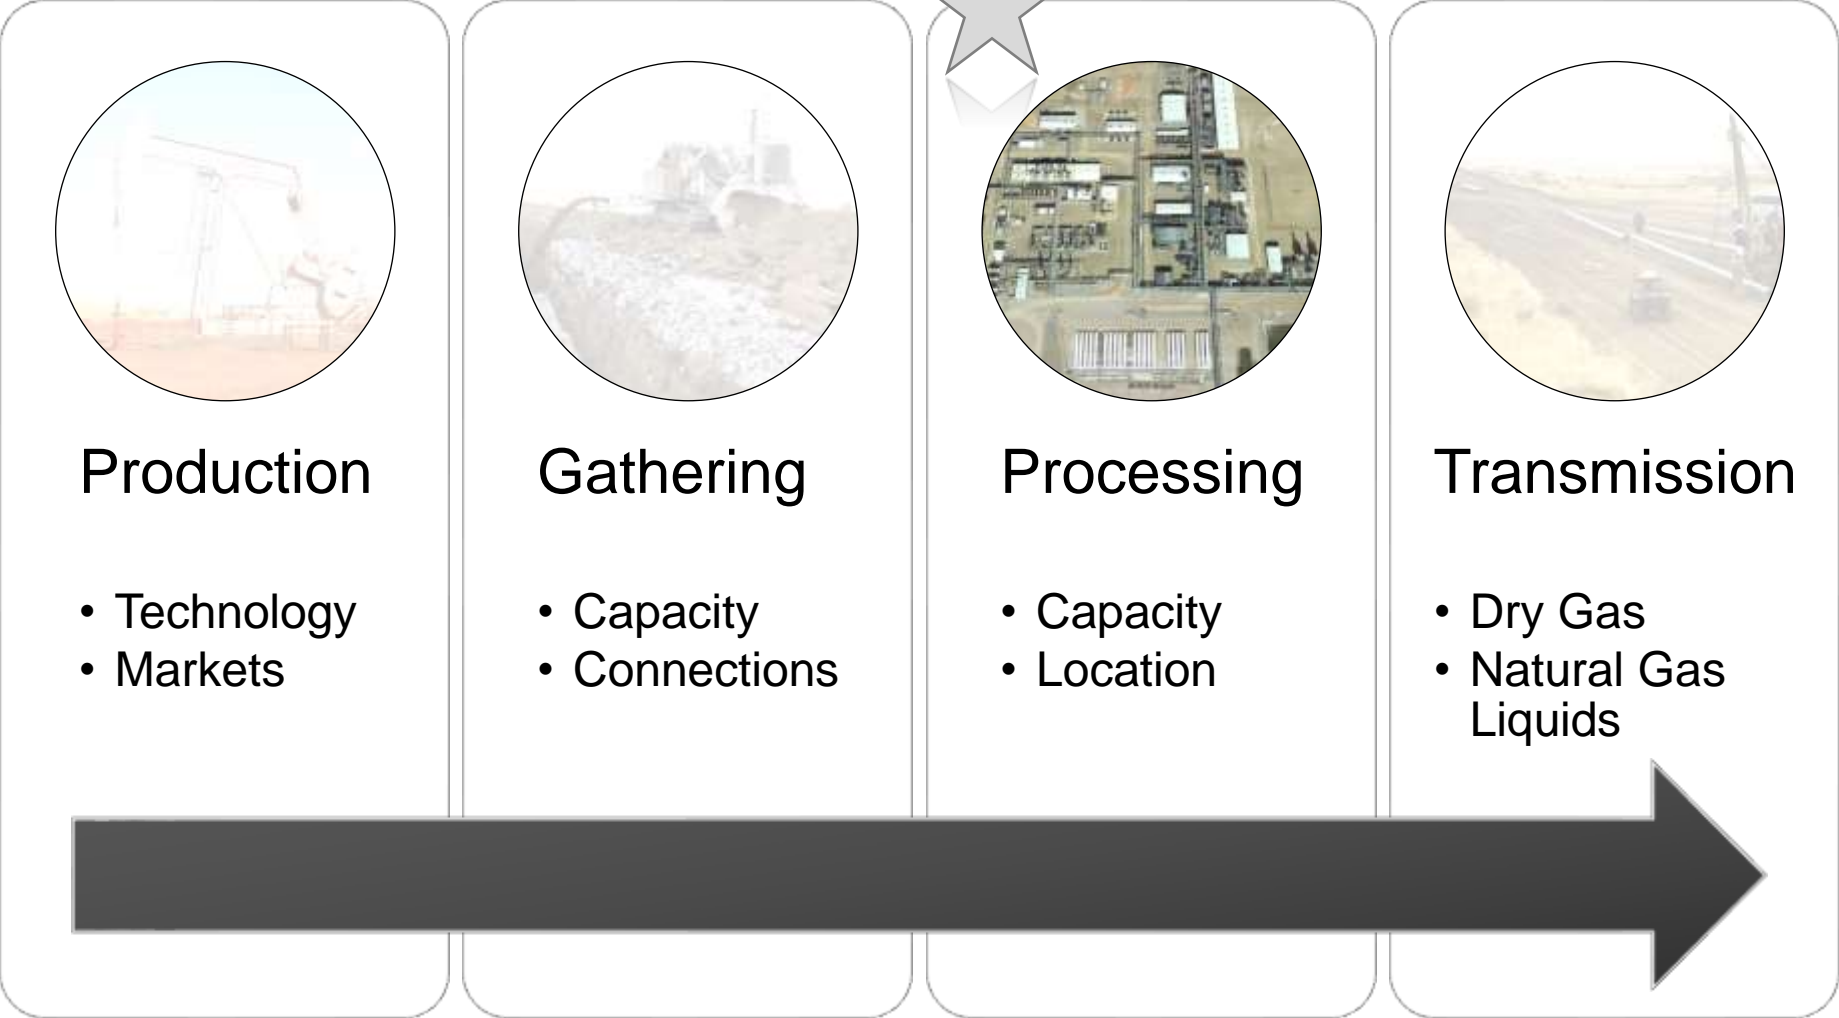 Production
• Technology
• Markets
Gathering
• Capacity
• Connections
Processing
• Capacity
• Location
Transmission
• Dry Gas
• Natural Gas
Liquids